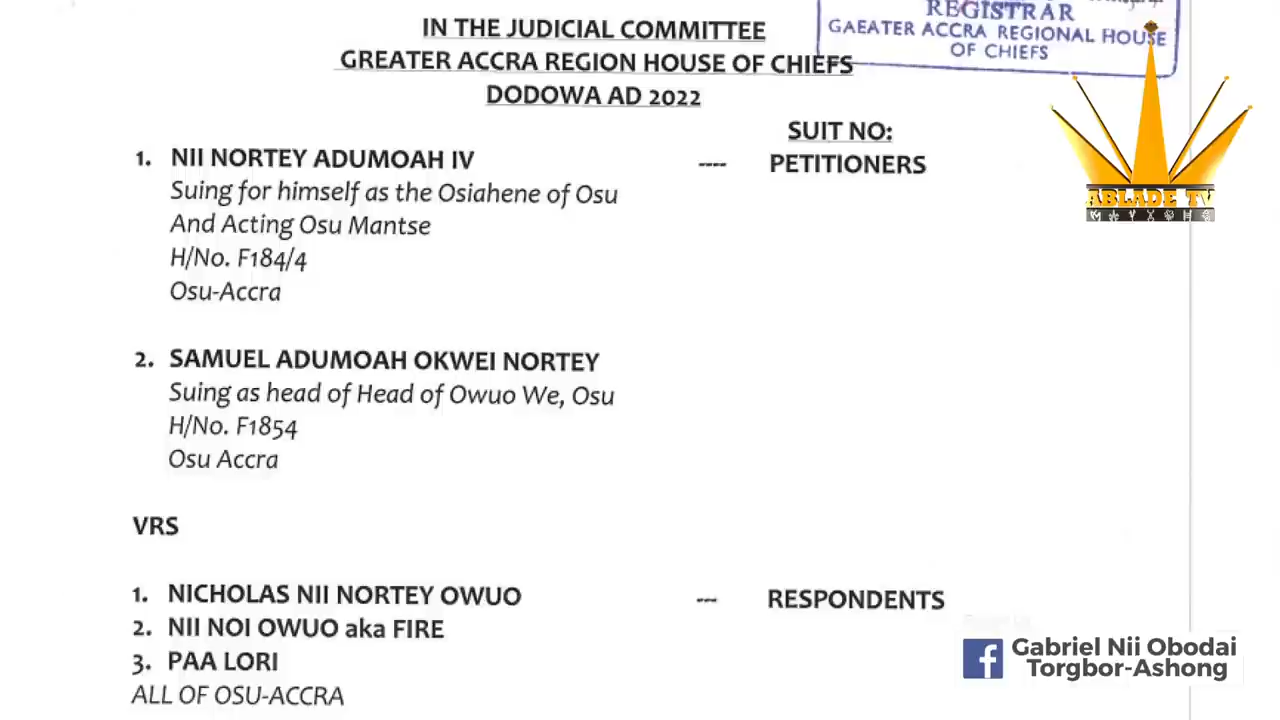 REGISTRAR
GAEATER ACCRA REGIONAL HOUSE
OF CHIEFS
IN THE JUDICIAL COMMITTEE
GREATER ACCRA REGION HOUSE OF CHIEFS
DODOWA AD 2022
SUIT NO:
1. NII NORTEY ADUMOAH IV ---- PETITIONERS
Suing for himself as the Osiahene of Osu
And Acting Osu Mantse
H/No. F184/4
Osu-Accra
ABLADE TV
2. SAMUEL ADUMOAH OKWEI NORTEY
Suing as head of Head of Owuo We, Osu
H/No. F1854
Osu Accra
VRS
1. NICHOLAS NII NORTEY OWUO --- RESPONDENTS
2. NII NOI OWUO aka FIRE
3. PAA LORI
ALL OF OSU-ACCRA
Gabriel Nii Obodai
Torgbor-Ashong